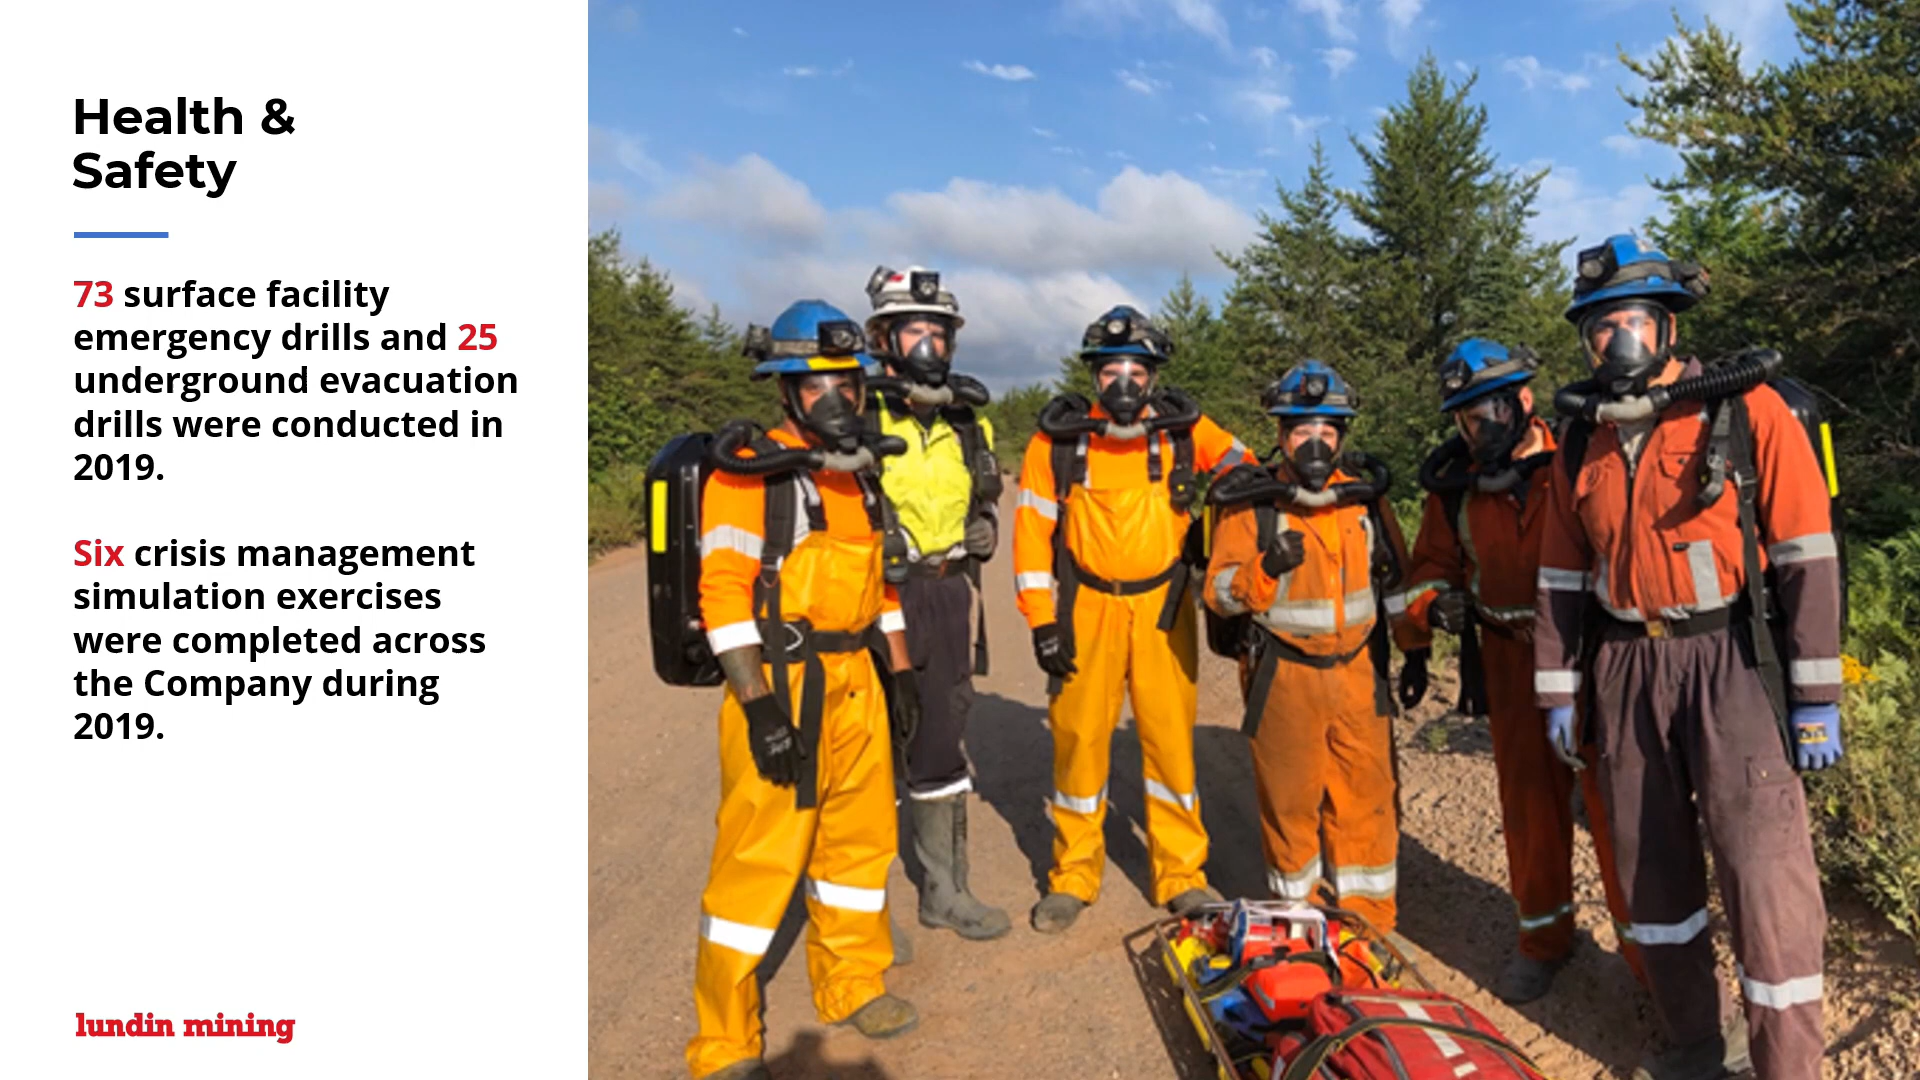 Health &
Safety
73 surface facility
emergency drills and 25
underground evacuation
drills were conducted in
2019.
Six crisis management
simulation exercises
were completed across
the Company during
2019.
lundin mining